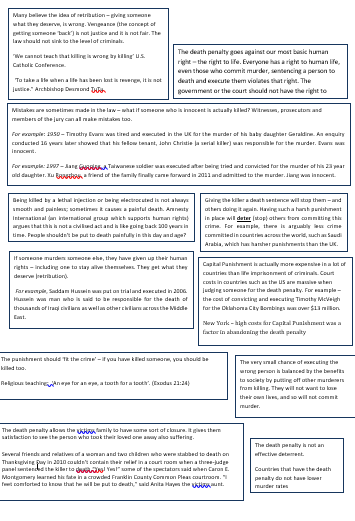 Many believe the idea of retribution – giving someone
what they deserve, is wrong. Vengeance (the concept of
getting someone 'back') is not justice and it is not fair. The
law should not sink to the level of criminals.
"We cannot teach that killing is wrong by killing" U.S.
Catholic Conference.
"To take a life when a life has been lost is revenge, it is not
justice." Archbishop Desmond Tutu.
The death penalty goes against our most basic human
right – the right to life. Everyone has a right to human life,
even those who commit murder, sentencing a person to
death and execute them violates that right. The
government or the court should not have the right to
Mistakes are sometimes made in the law – what if someone who is innocent is actually killed? Witnesses, prosecutors and
members of the jury can all make mistakes too.
For example: 1950 – Timothy Evans was tried and executed in the UK for the murder of his baby daughter Geraldine. An enquiry
conducted 16 years later showed that his fellow tenant, John Christie (a serial killer) was responsible for the murder. Evans was
innocent.
For example: 1997 – Jiang Guoqing, a Taiwanese soldier was executed after being tried and convicted for the murder of his 23 year
old daughter. Xu a friend of the family finally came forward in 2011 and admitted to the murder. Jiang was innocent.
Being killed by a lethal injection or being electrocuted is not always
smooth and painless; sometimes it causes a painful death. Amnesty
International (an international group which supports human rights)
argues that this is not a civilised act and is like going back 100 years in
time. People shouldn't be put to death painfully in this day and age?
Giving the killer a death sentence will stop them – and
others doing it again. Having such a harsh punishment
in place will deter (stop) others from committing this
crime. For example, there is arguably less crime
committed in countries across the world, such as Saudi
Arabia, which has harsher punishments than the UK.
If someone murders someone, they have given up their human
rights – including one to stay alive themselves. They get what they
deserve (retribution).
For example, Saddam Hussein was put on trial and executed in 2006.
Hussein was man who is said to be responsible for the death of
thousands of Iraqi civilians as well as other civilians across the Middle
East.
Capital Punishment is actually more expensive in a lot of
countries than life imprisonment of criminals. Court
costs in countries such as the US are massive when
judging someone for the death penalty. For example –
the cost of convicting and executing Timothy McVeigh
for the Oklahoma City Bombings was over $13 million.
New York – high costs for Capital Punishment was a
factor in abandoning the death penalty
The punishment should 'fit the crime' – if you have killed someone, you should be
killed too.
Religious teaching: 'An eye for an eye, a tooth for a tooth'. (Exodus 21:24)
The very small chance of executing the
wrong person is balanced by the benefits
to society by putting off other murderers
from killing. They will not want to lose
their own lives, and so will not commit
murder.
The death penalty allows the victims family to have some sort of closure. It gives them
satisfaction to see the person who took their loved one away also suffering.
Several friends and relatives of a woman and two children who were stabbed to death on
Thanksgiving Day in 2010 couldn't contain their relief in a court room when a three-judge
panel sentenced the killer to death. "Yes! Yes!" some of the spectators said when Caron E.
Montgomery learned his fate in a crowded Franklin County Common Pleas courtroom. "I
feel comforted to know that he will be put to death," said Anita Hayes the victims aunt.
The death penalty is not an
effective deterrent.
Countries that have the death
penalty do not have lower
murder rates